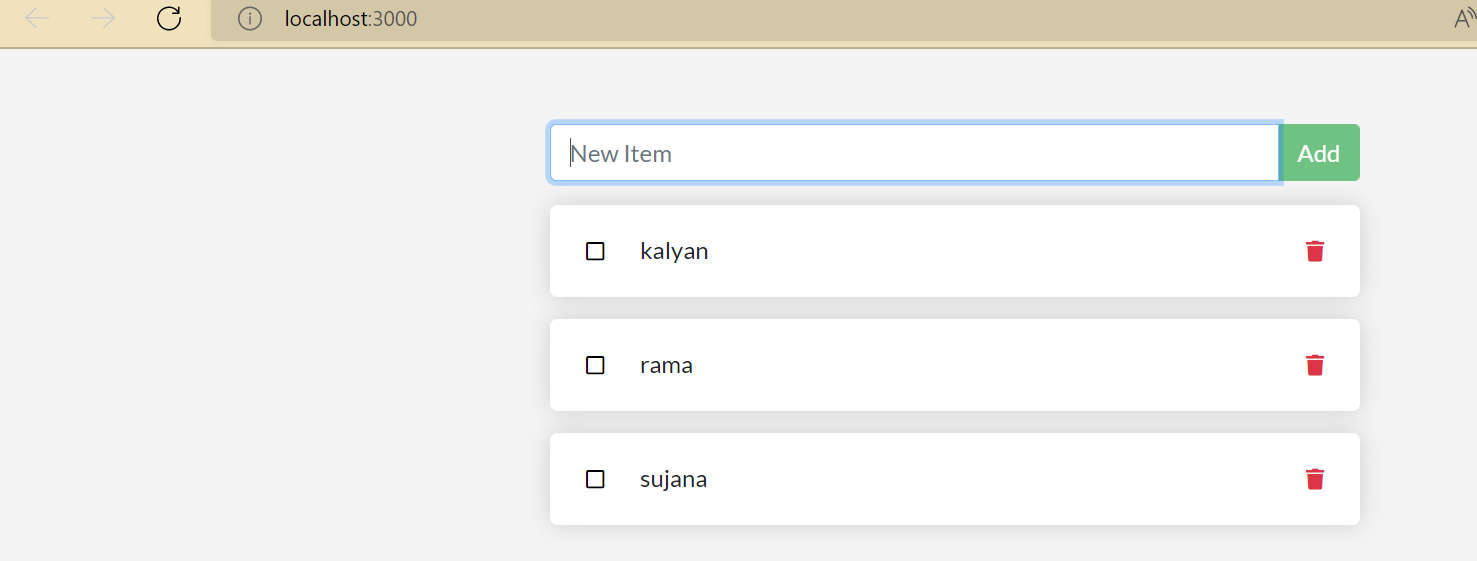 localhost:3000
New Item
Add
kalyan
rama
sujana